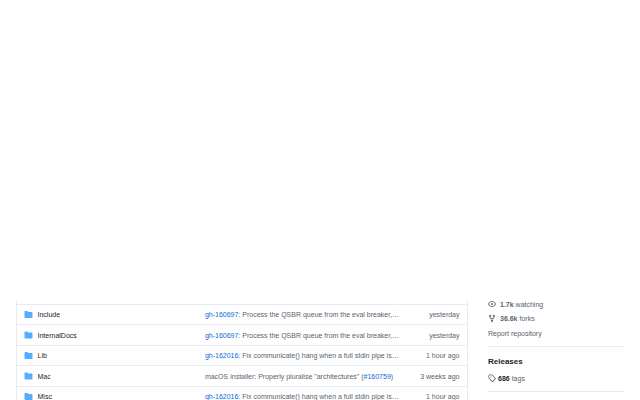 Include gh-160697: Process the QSBR queue from the eval breaker,... yesterday
InternalDocs gh-160697: Process the QSBR queue from the eval breaker,... yesterday
Lib gh-162016: Fix communicate() hang when a full stdin pipe is... 1 hour ago
Mac macOS installer: Properly pluralise "architectures" (#160759) 3 weeks ago
Misc gh-162016: Fix communicate() hang when a full stdin pipe is... 1 hour ago
1.7k watching
36.6k forks
Report repository
Releases
686 tags